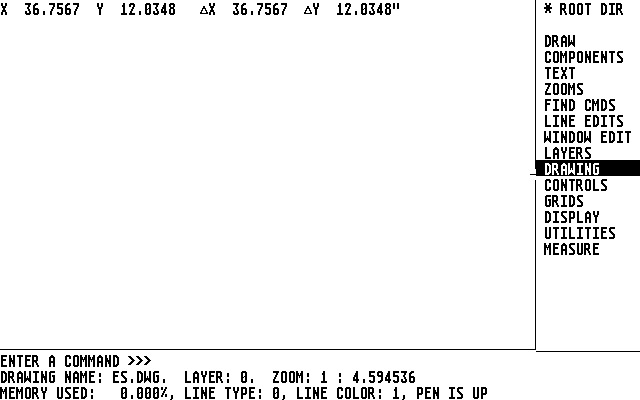 X 36.7567 Y 12.0348 △X 36.7567 △Y 12.0348"
* ROOT DIR
DRAW
COMPONENTS
TEXT
ZOOMS
FIND CMDS
LINE EDITS
WINDOW EDIT
LAYERS
DRAWING
CONTROLS
GRIDS
DISPLAY
UTILITIES
MEASURE
ENTER A COMMAND >>>
DRAWING NAME: ES.DWG. LAYER: 0. ZOOM: 1 : 4.594536
MEMORY USED: 0.000%, LINE TYPE: 0, LINE COLOR: 1, PEN IS UP